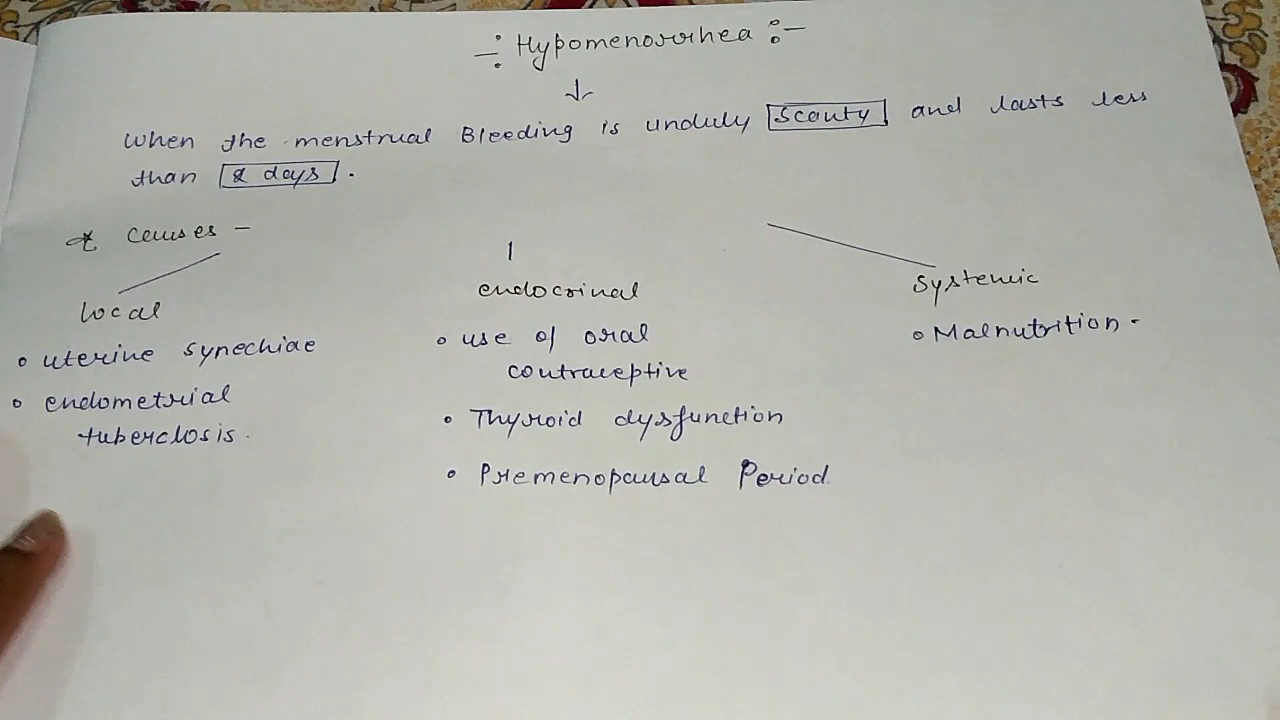 -: Hypomenorrhea :-
↓
When the menstrual Bleeding is unduly scanty and lasts less
than 2 days.
* causes -
local
• uterine synechiae
• endometrial
tuberclosis.
endocrinal
• use of oral
contraceptive
• Thyroid dysfunction
• Premenopausal Period.
Systemic
• Malnutrition.